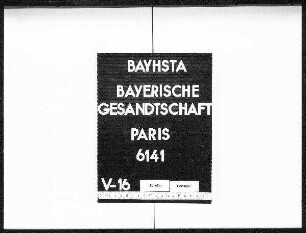 BAYHSTA
BAYERISCHE
GESANDTSCHAFT
PARIS
6141
V-16